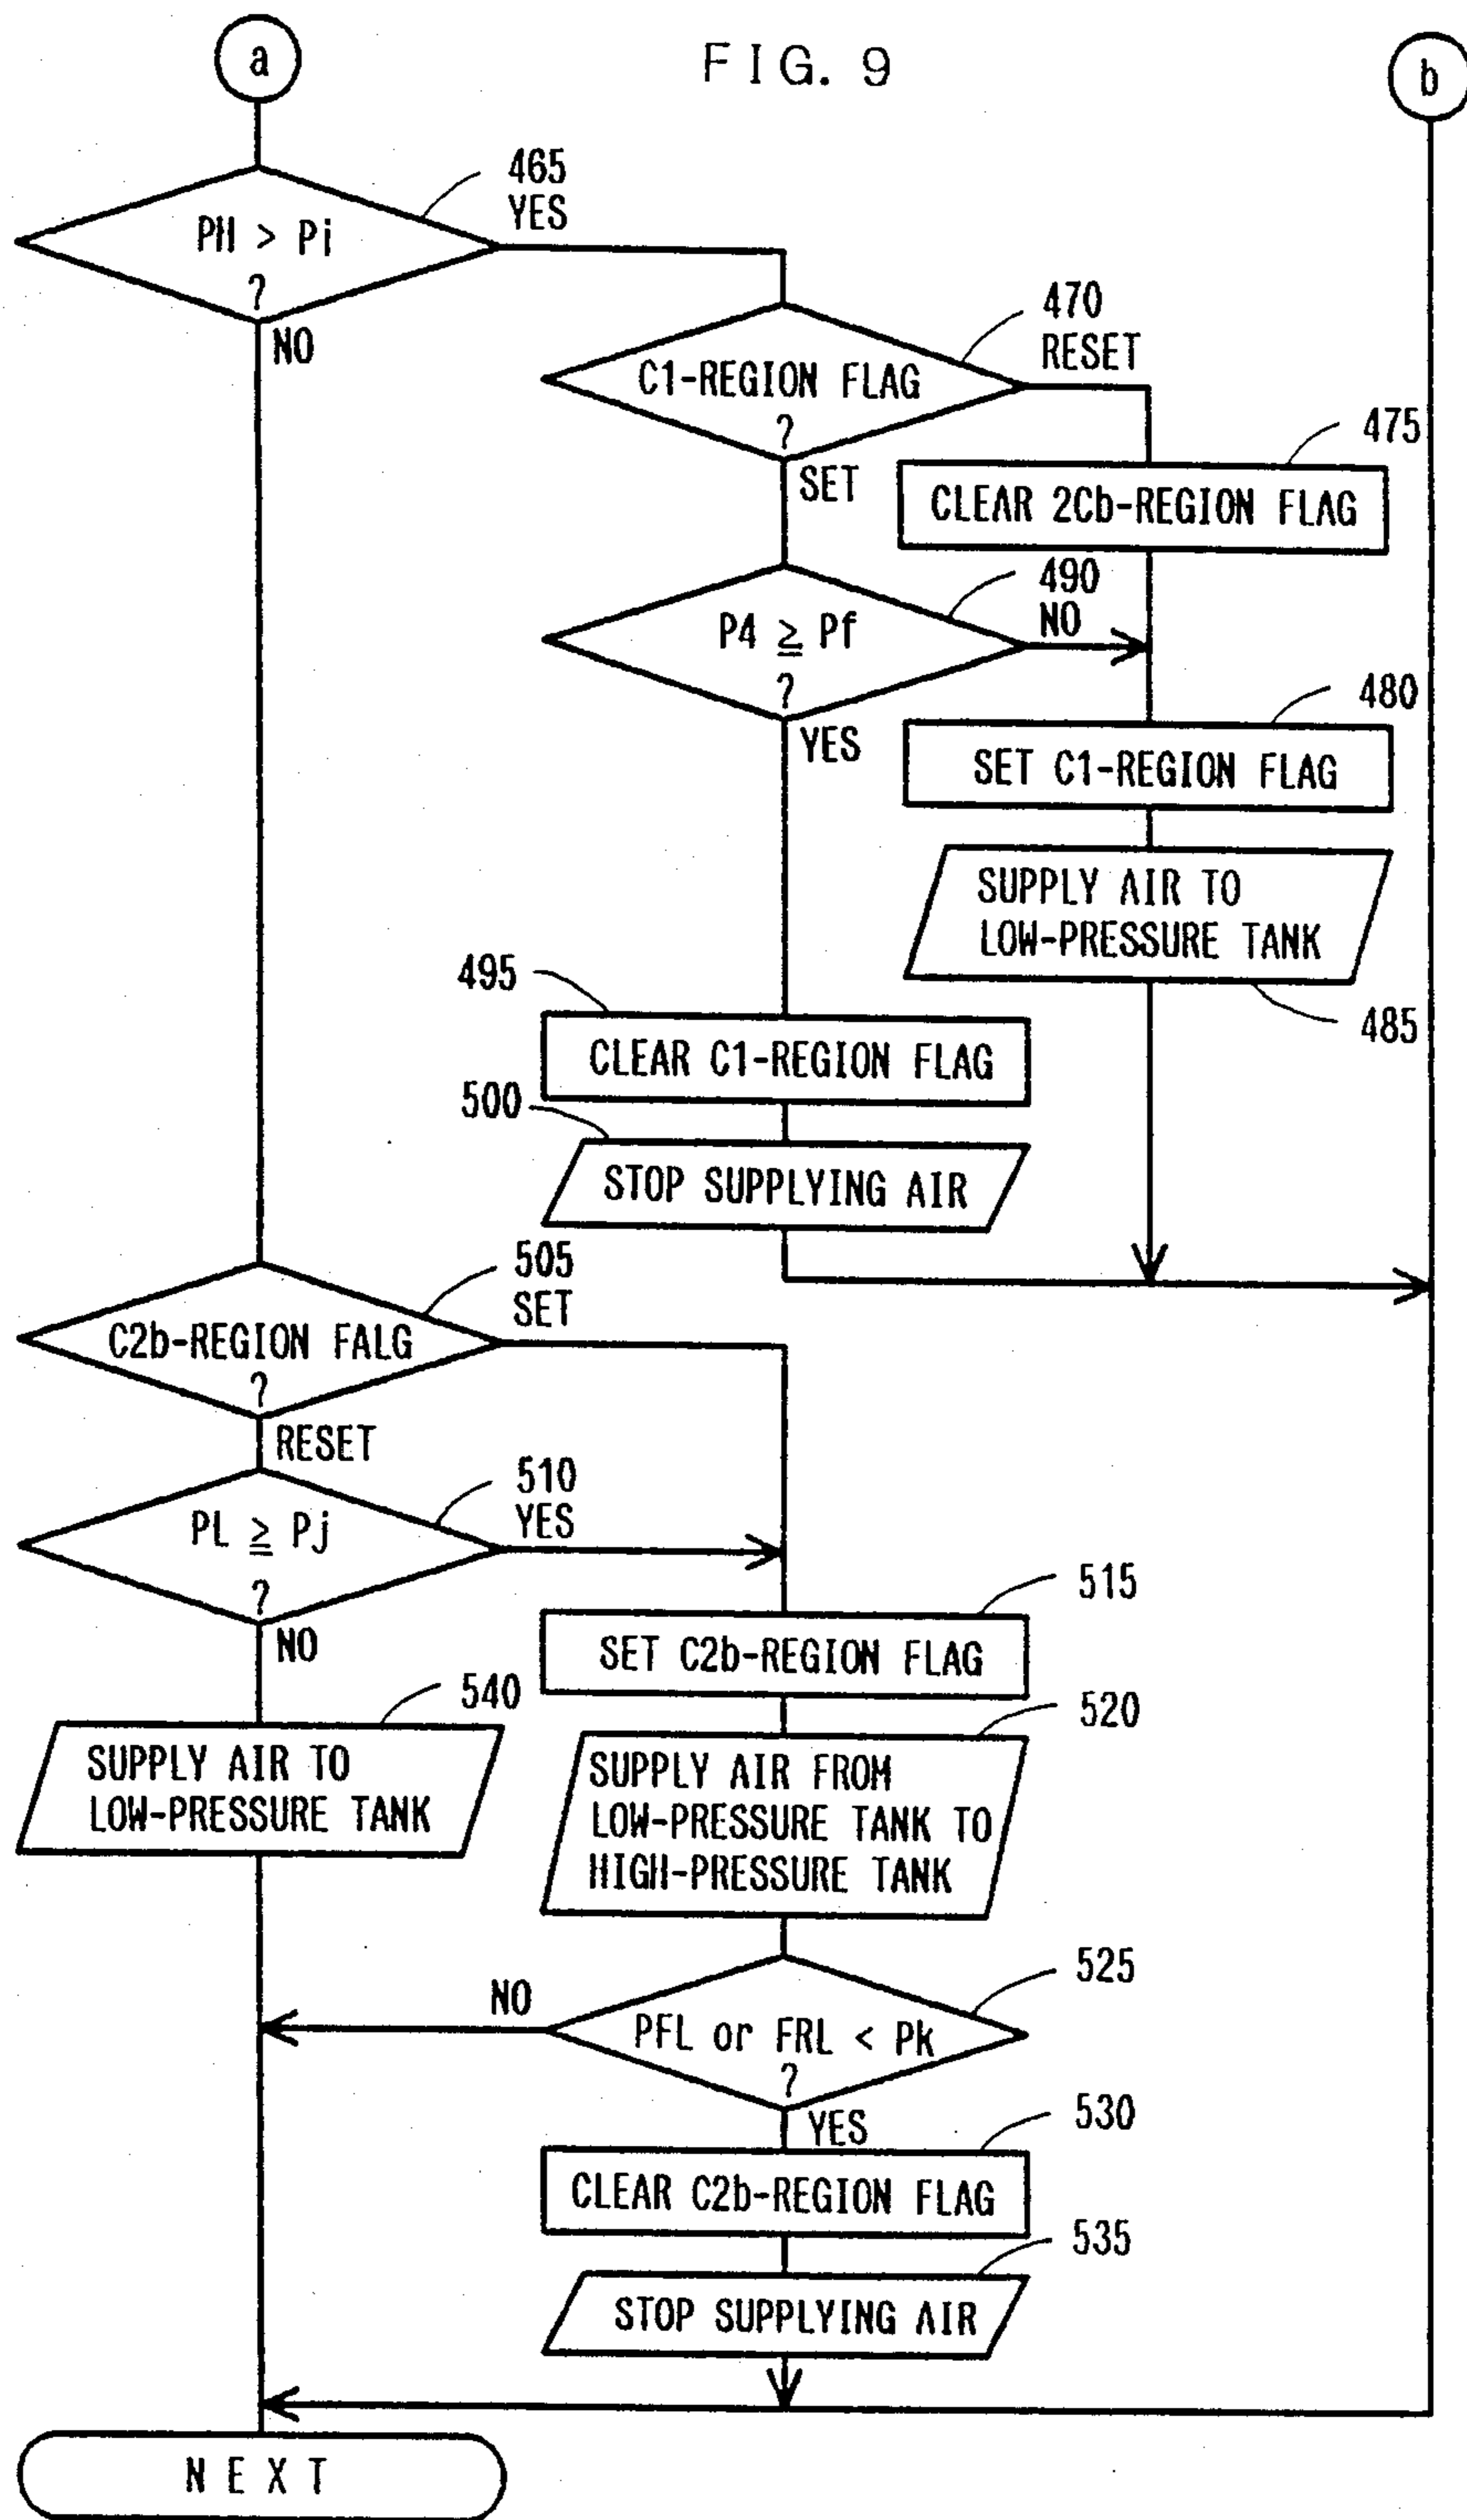 FIG. 9
a
b
465
YES
PH > Pi
?
NO
470
RESET
C1-REGION FLAG
?
SET
475
CLEAR 2Cb-REGION FLAG
490
NO
P4 ≧ Pf
?
YES
480
SET C1-REGION FLAG
SUPPLY AIR TO
LOW-PRESSURE TANK
485
495
CLEAR C1-REGION FLAG
500
STOP SUPPLYING AIR
505
SET
C2b-REGION FALG
?
RESET
510
YES
PL ≧ Pj
?
NO
515
SET C2b-REGION FLAG
540
SUPPLY AIR TO
LOW-PRESSURE TANK
520
SUPPLY AIR FROM
LOW-PRESSURE TANK TO
HIGH-PRESSURE TANK
525
NO
PFL or FRL < Pk
?
YES
530
CLEAR C2b-REGION FLAG
535
STOP SUPPLYING AIR
NEXT